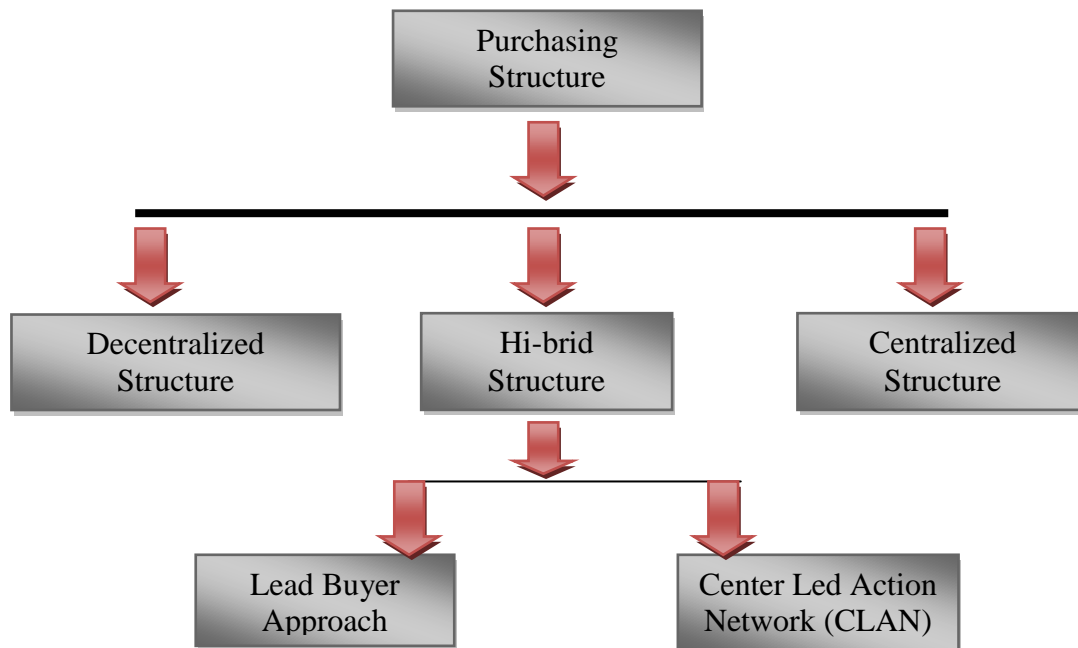 Purchasing
Structure
Decentralized
Structure
Hi-brid
Structure
Centralized
Structure
Lead Buyer
Approach
Center Led Action
Network (CLAN)